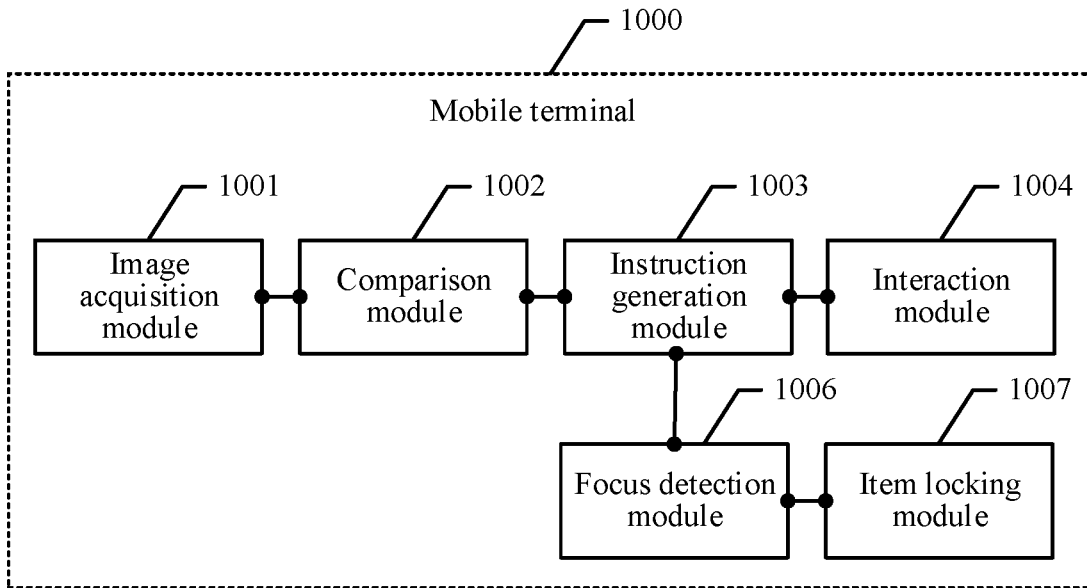 1000
Mobile terminal
1001
1002
1003
1004
Image
acquisition
module
Comparison
module
Instruction
generation
module
Interaction
module
1006
1007
Focus detection
module
Item locking
module